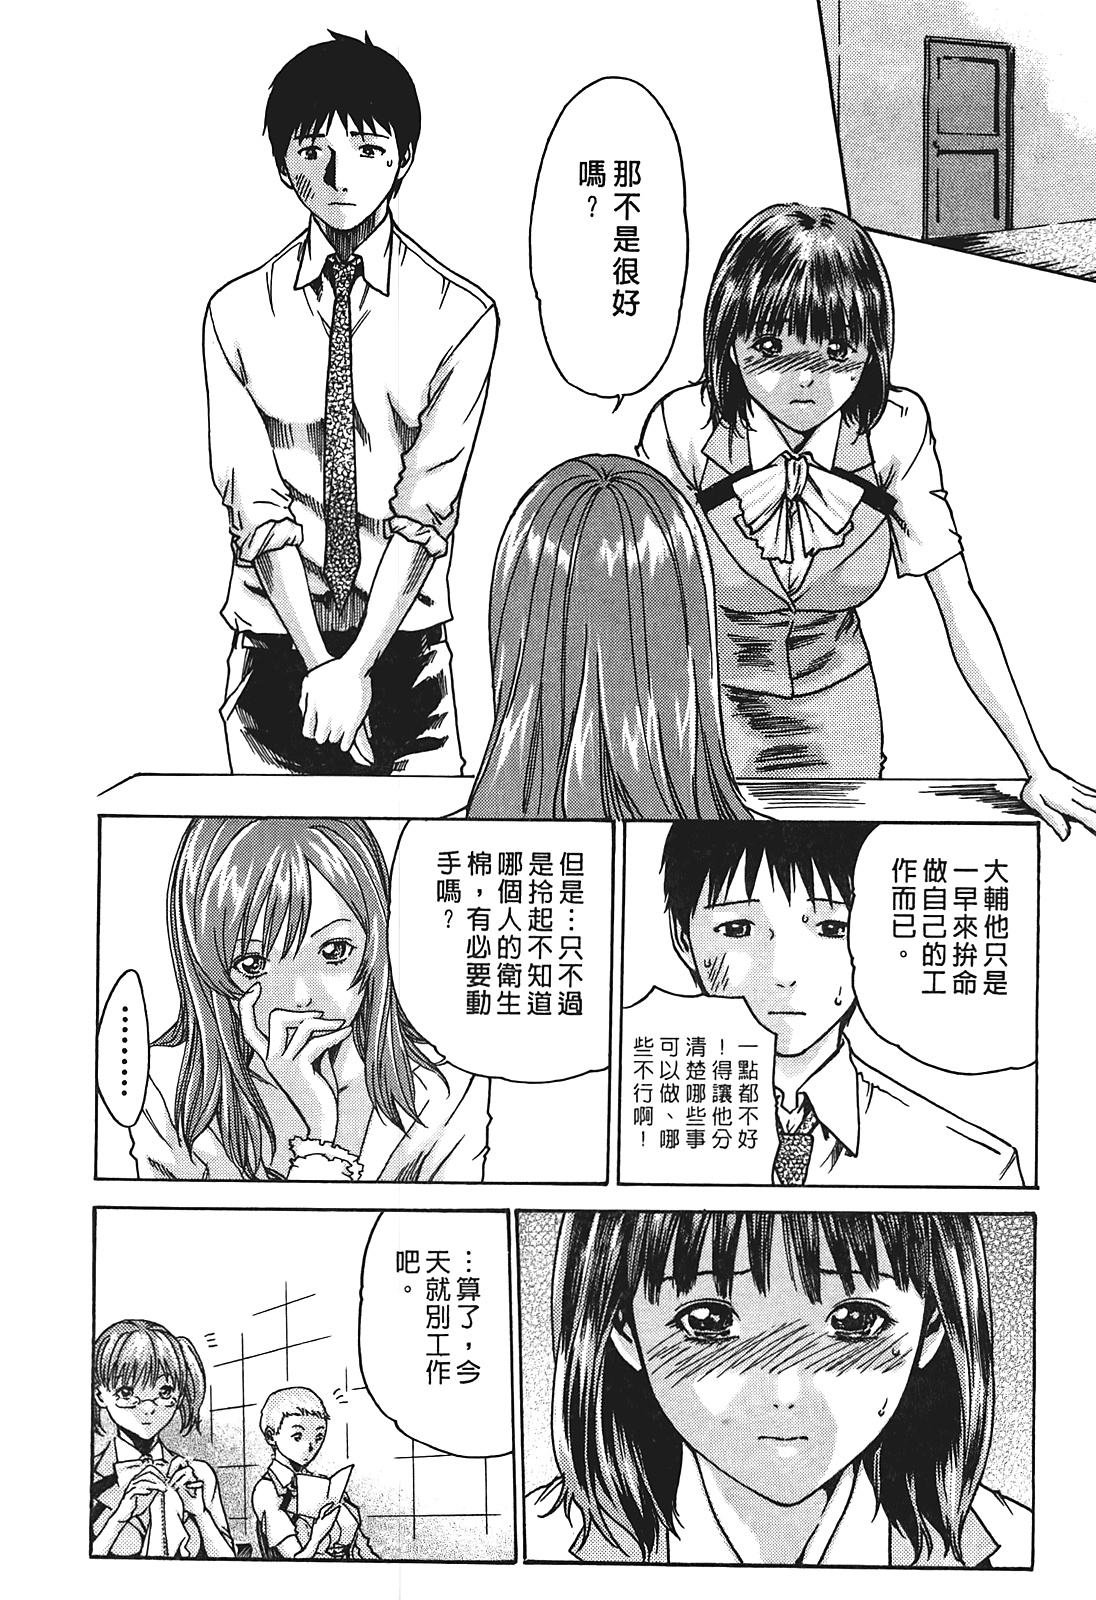 那不是很好
嗎？
大輔他只是
一早來拚命
做自己的工
作而已。
一點都不好
！得讓他分
清楚哪些事
可以做、哪
些不行啊！
但是…只不過
是拎起不知道
哪個人的衛生
棉，有必要動
手嗎？
………
…算了，今
天就別工作
吧。